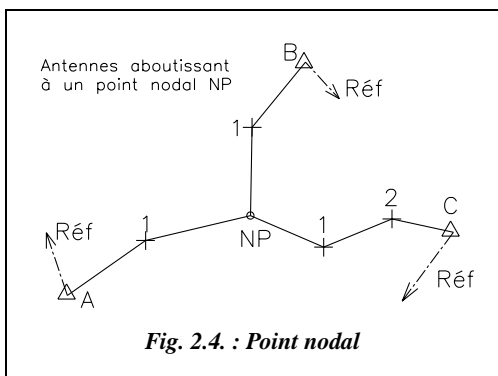 Antennes aboutissant
à un point nodal NP
B
Réf
1
2
C
1
Réf
NP
1
Réf
A
Fig. 2.4. : Point nodal